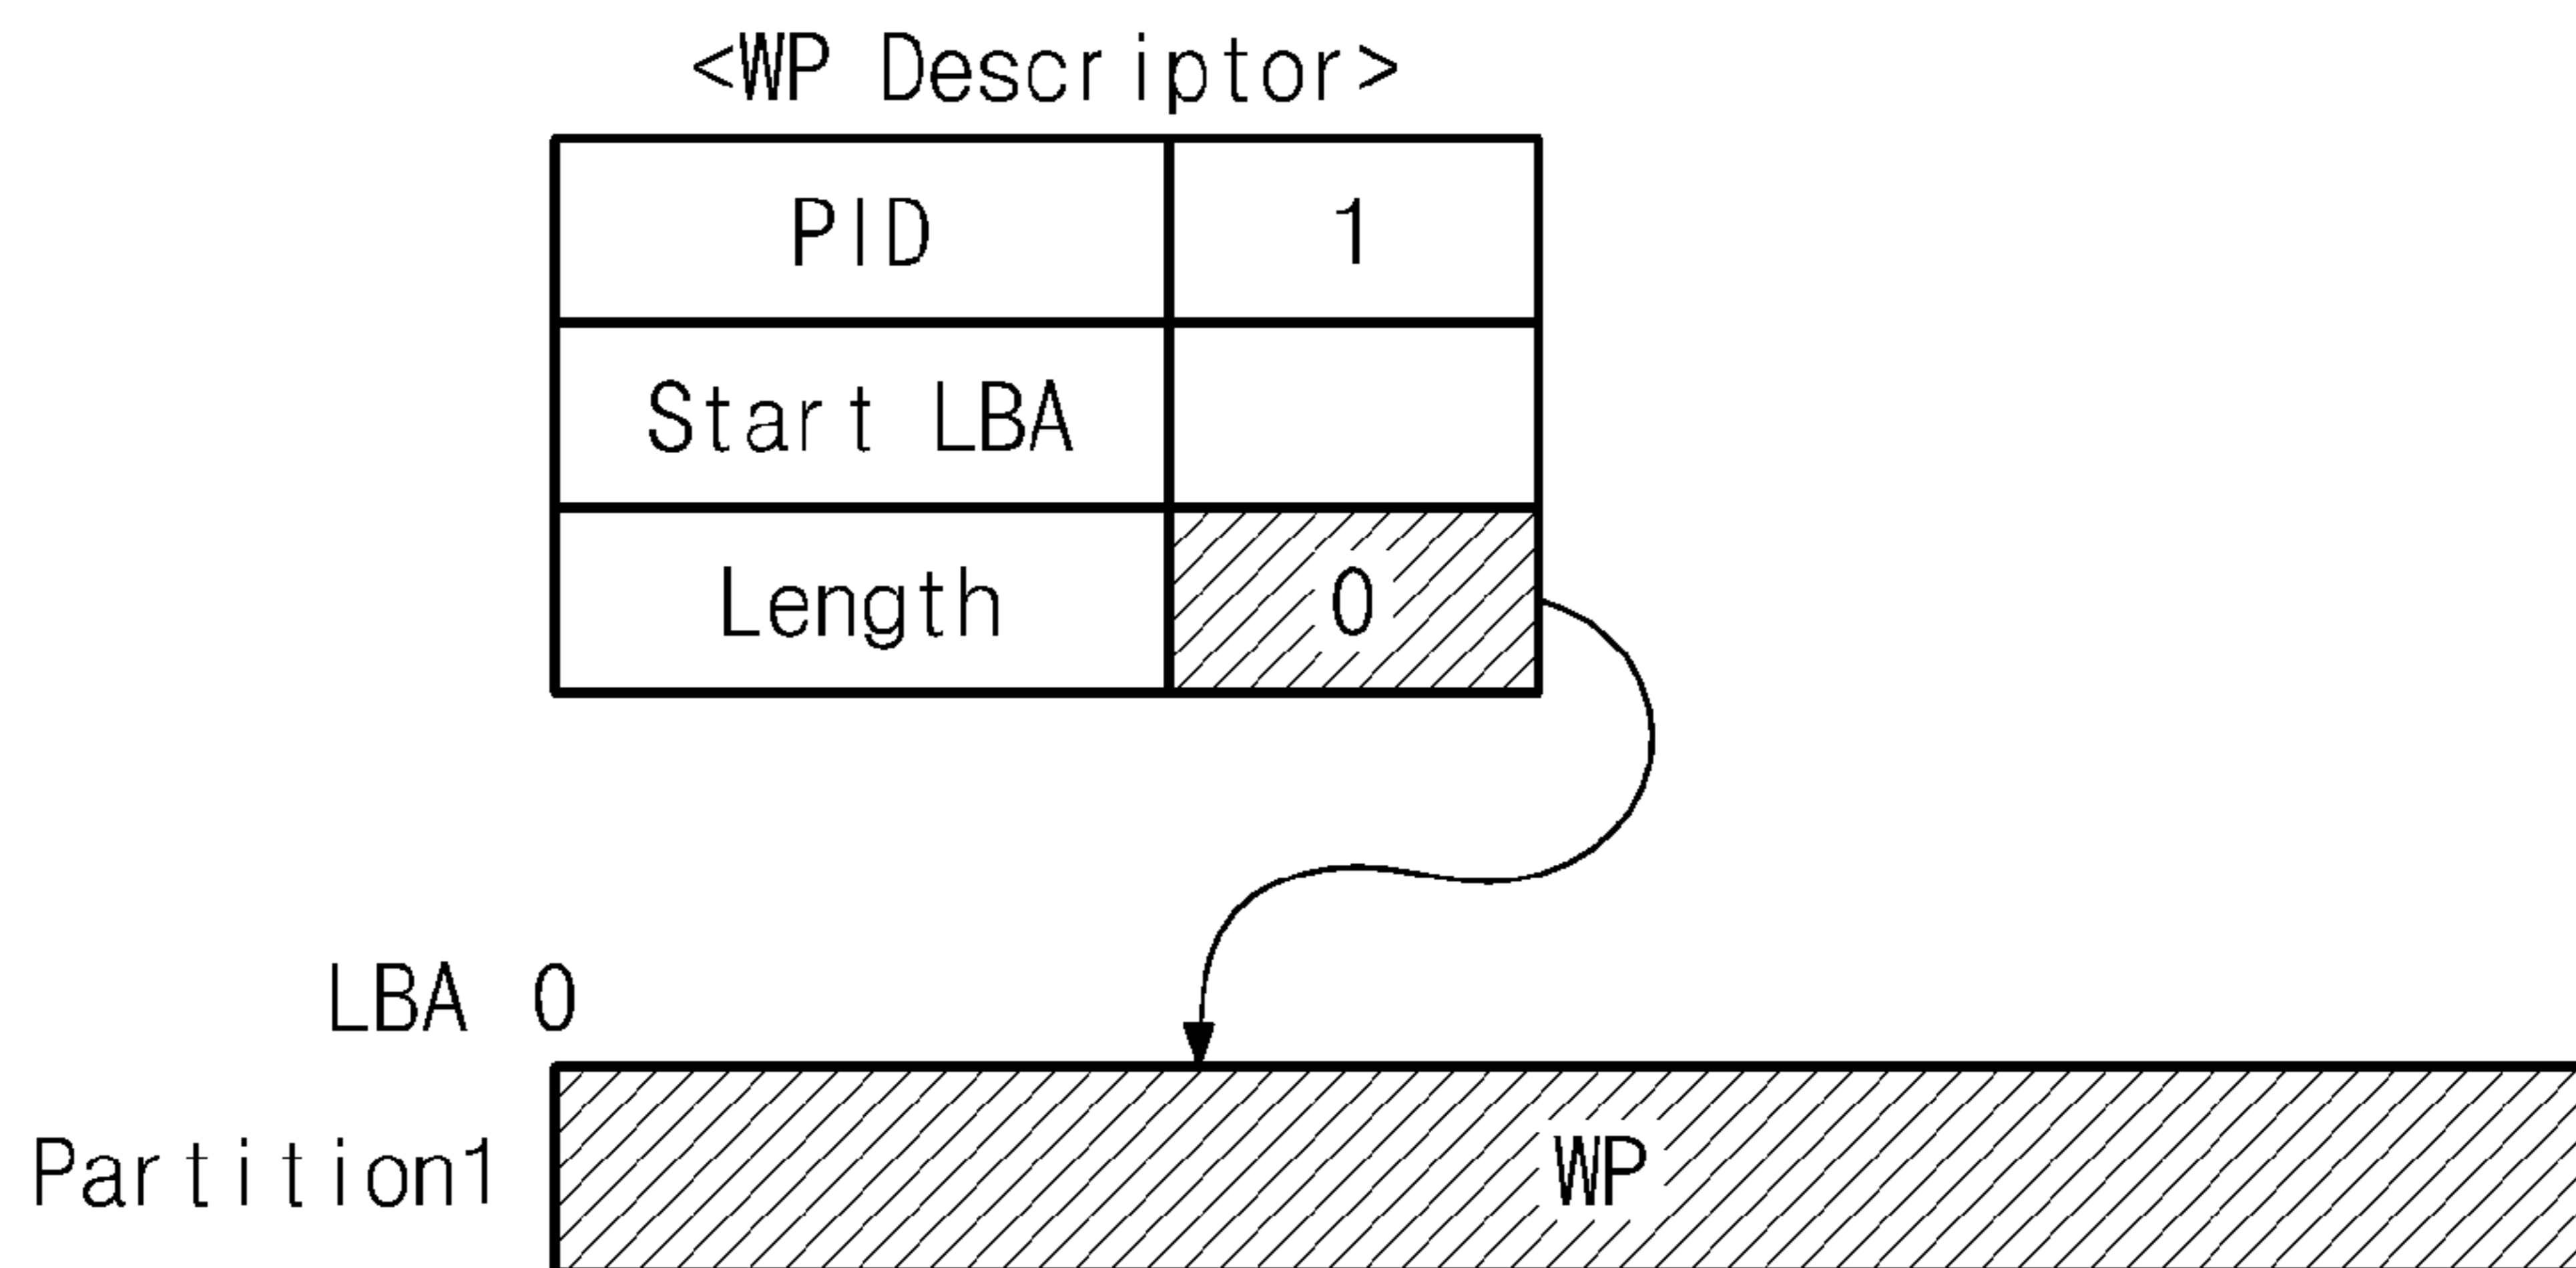 <WP Descriptor>
PID 1
Start LBA
Length 0
LBA 0
Partition1 WP